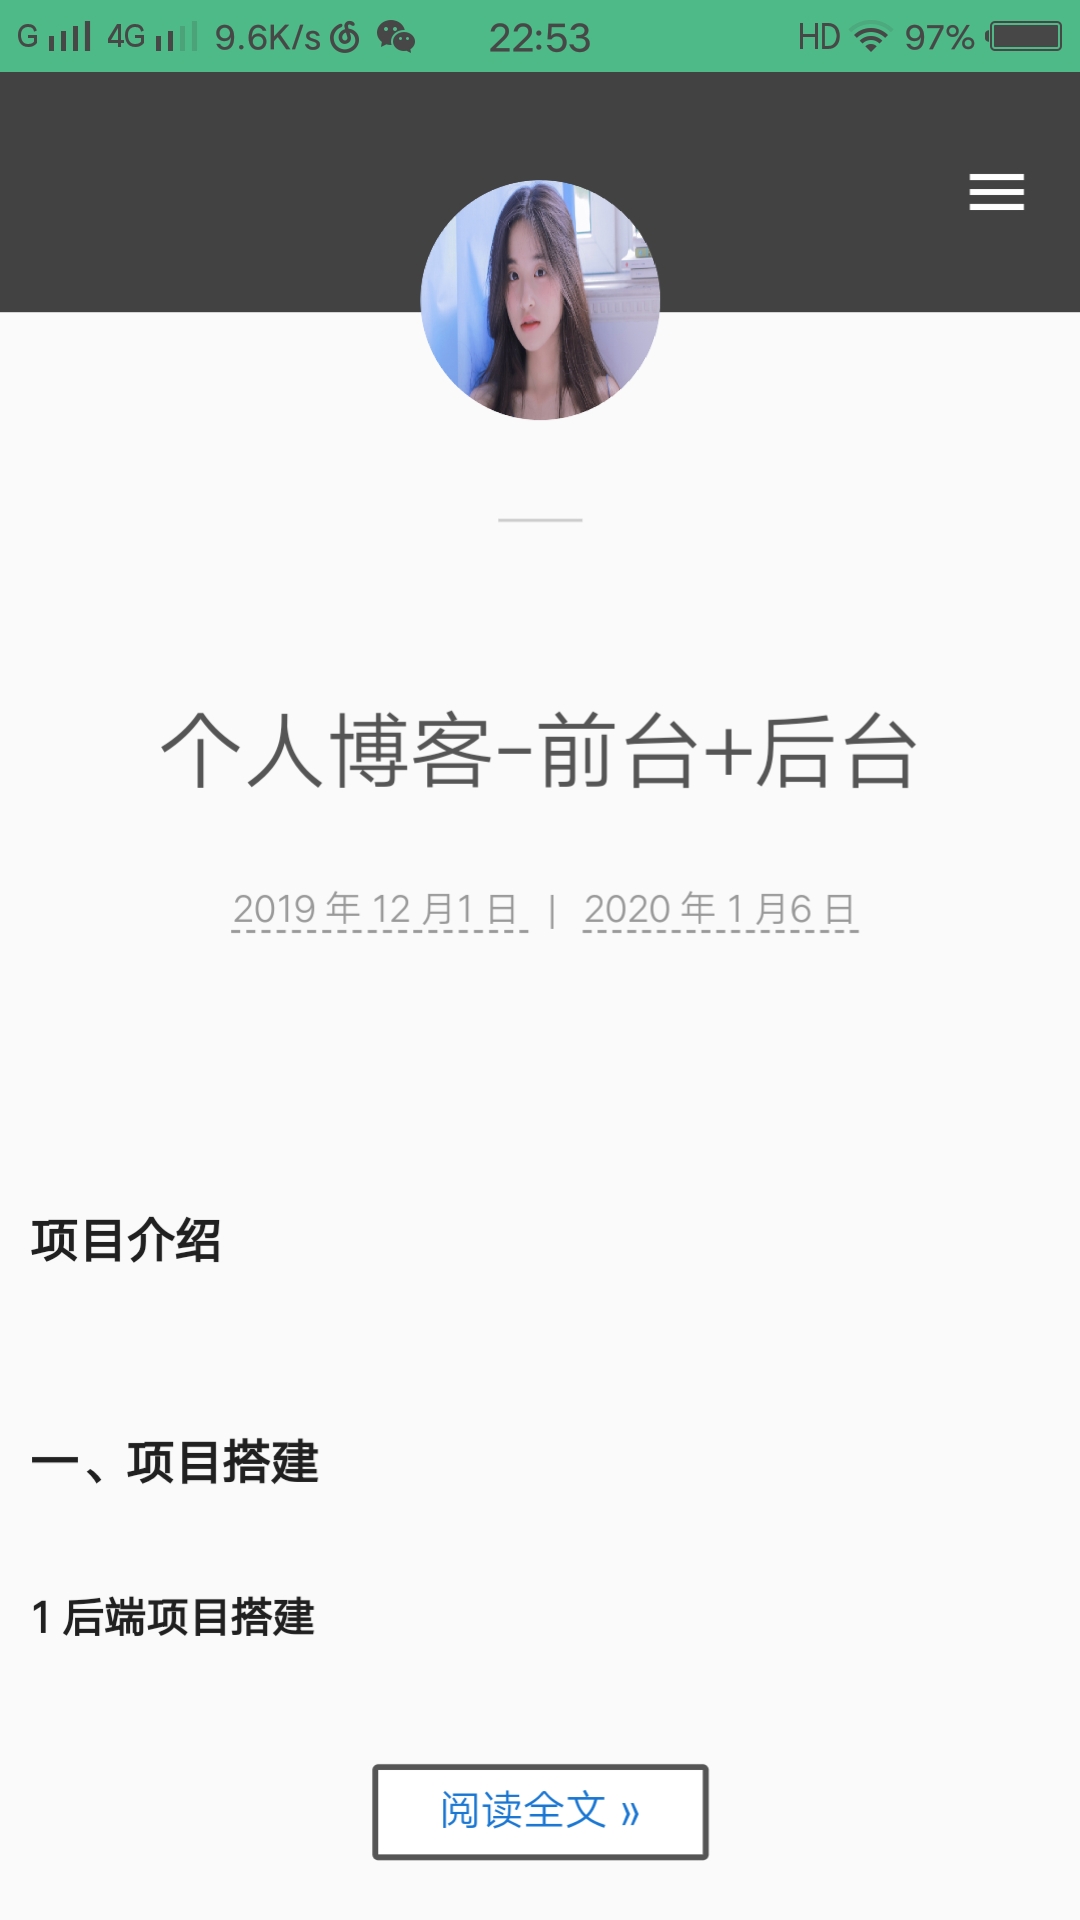 G 4G 9.6K/s 22:53 HD 97%
个人博客-前台+后台
2019 年 12 月1 日 | 2020 年 1 月6 日
项目介绍
一、项目搭建
1 后端项目搭建
阅读全文 »